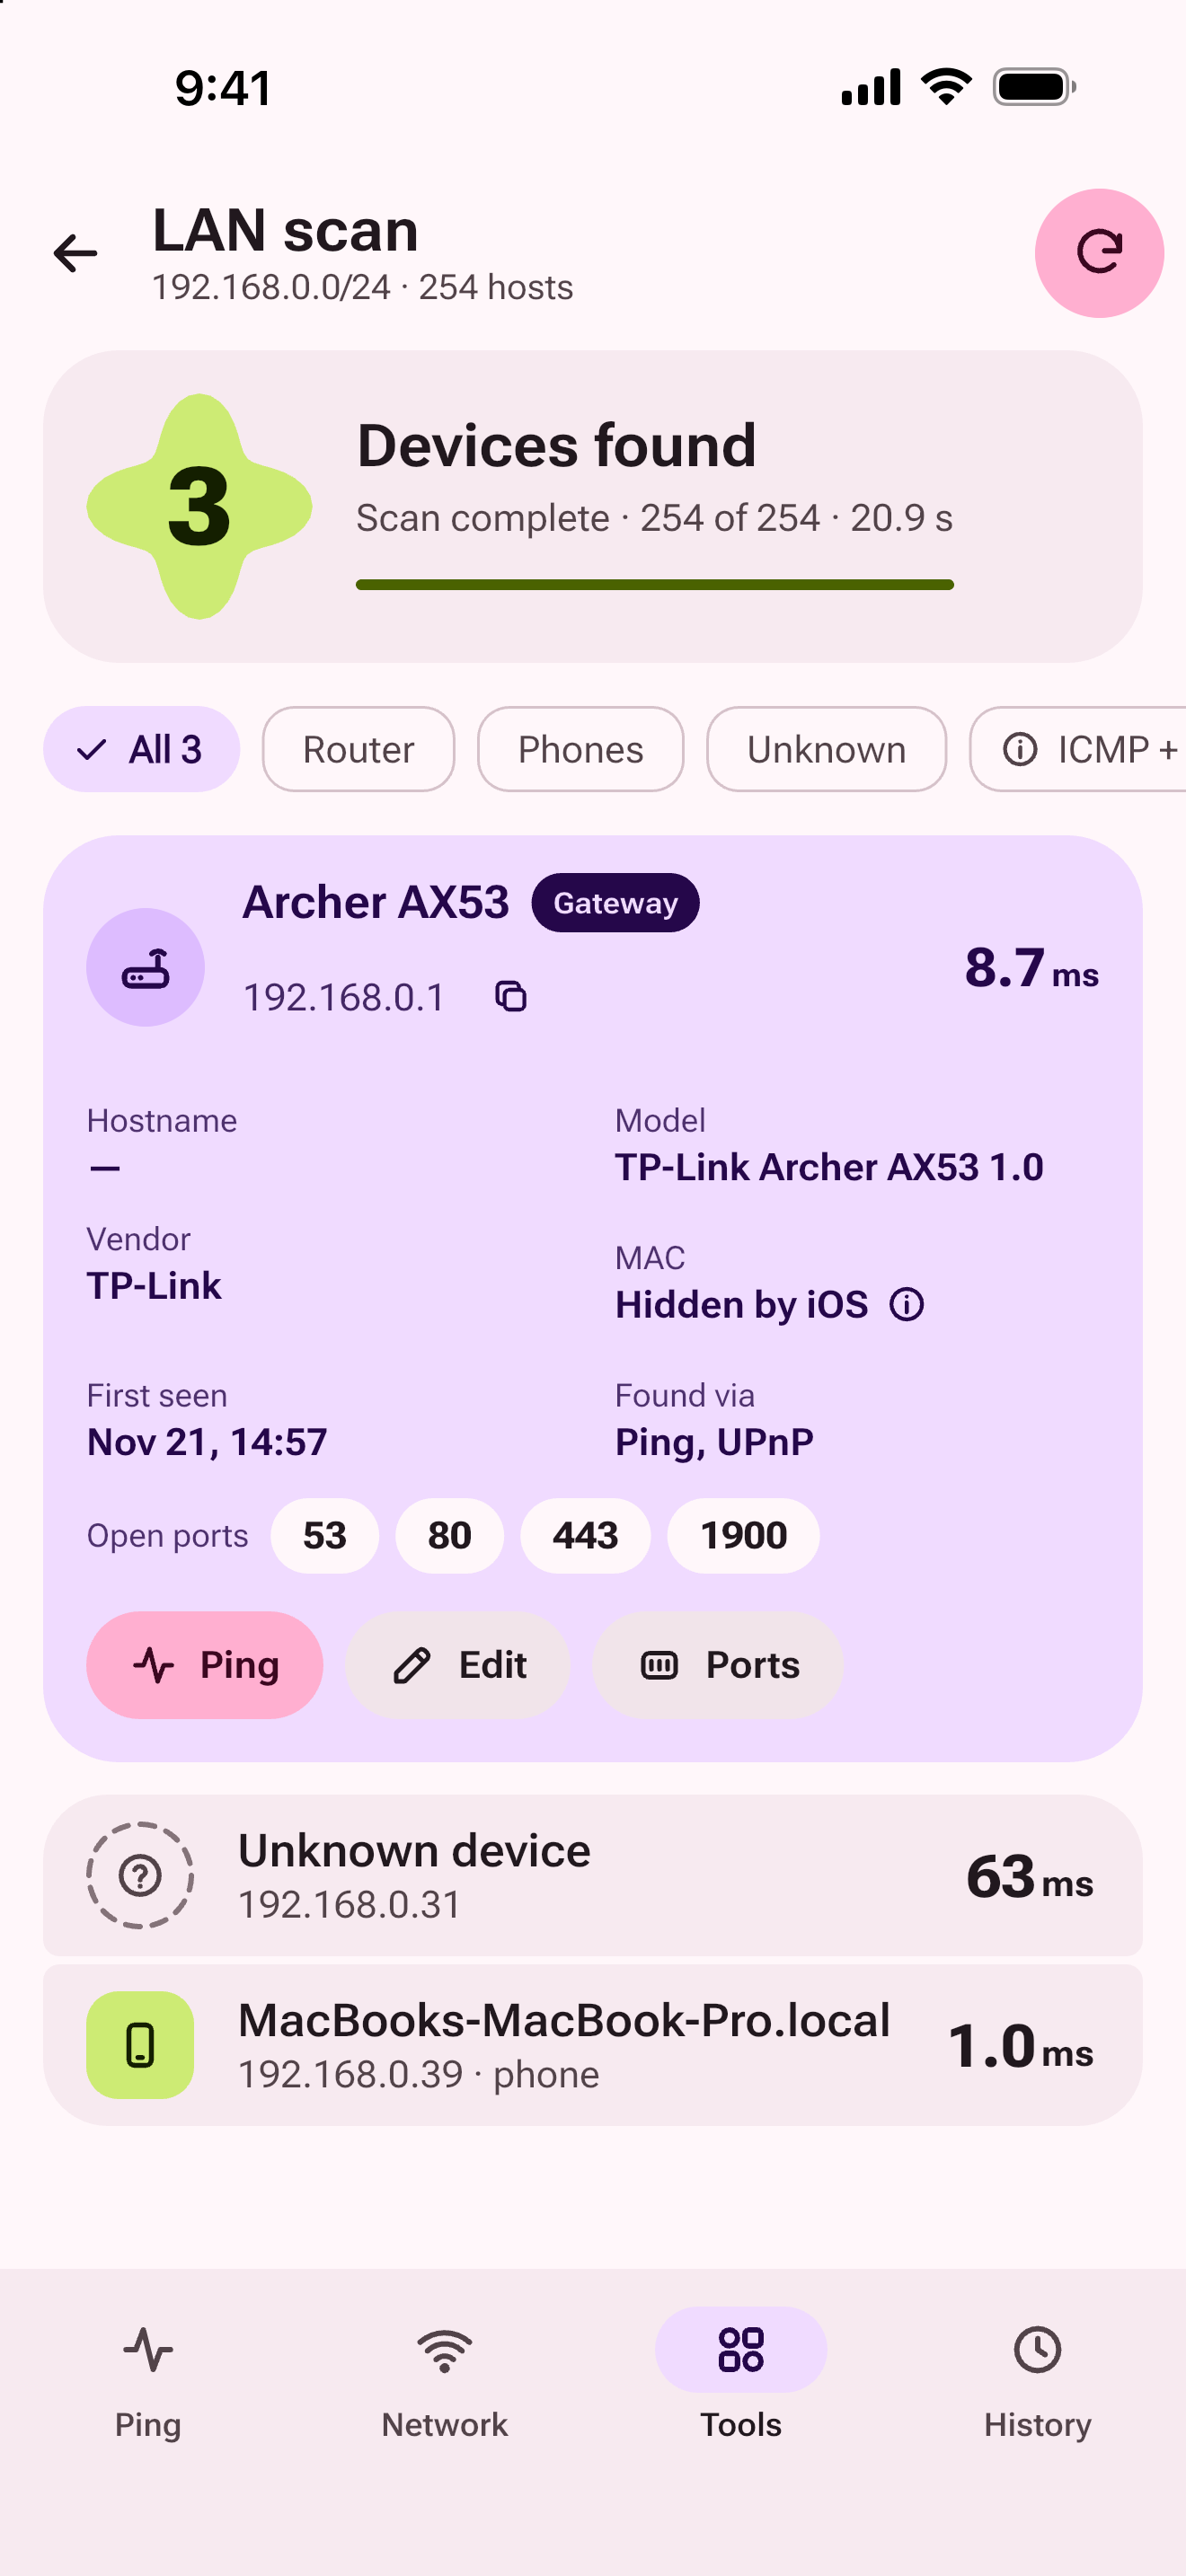 9:41
LAN scan
192.168.0.0/24 · 254 hosts
3
Devices found
Scan complete · 254 of 254 · 20.9 s
All 3
Router
Phones
Unknown
ICMP +
Archer AX53
Gateway
192.168.0.1
8.7 ms
Hostname
—
Model
TP-Link Archer AX53 1.0
Vendor
TP-Link
MAC
Hidden by iOS
First seen
Nov 21, 14:57
Found via
Ping, UPnP
Open ports 53 80 443 1900
Ping
Edit
Ports
Unknown device
192.168.0.31
63 ms
MacBooks-MacBook-Pro.local
192.168.0.39 · phone
1.0 ms
Ping
Network
Tools
History